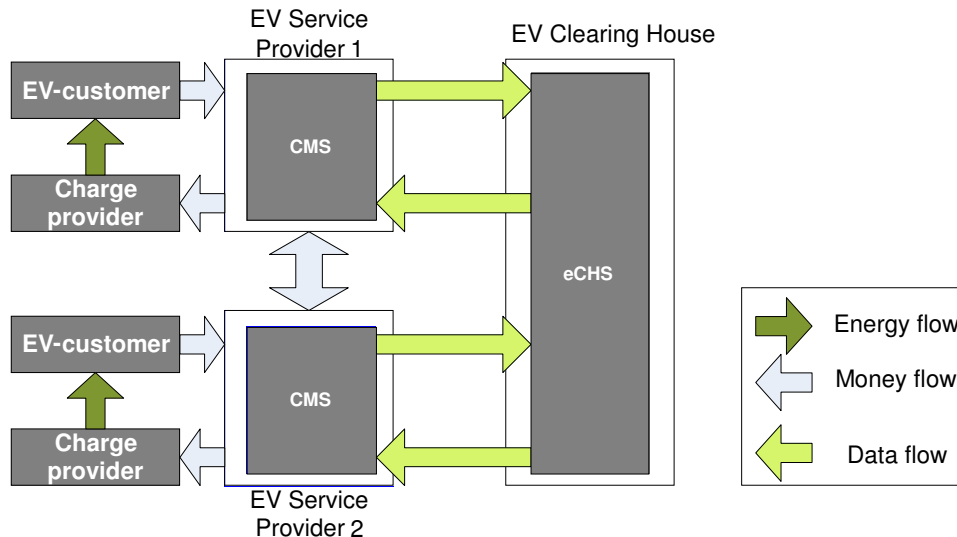 EV Service
Provider 1
EV Clearing House
EV-customer
CMS
Charge
provider
eCHS
EV-customer
CMS
Charge
provider
EV Service
Provider 2
Energy flow
Money flow
Data flow